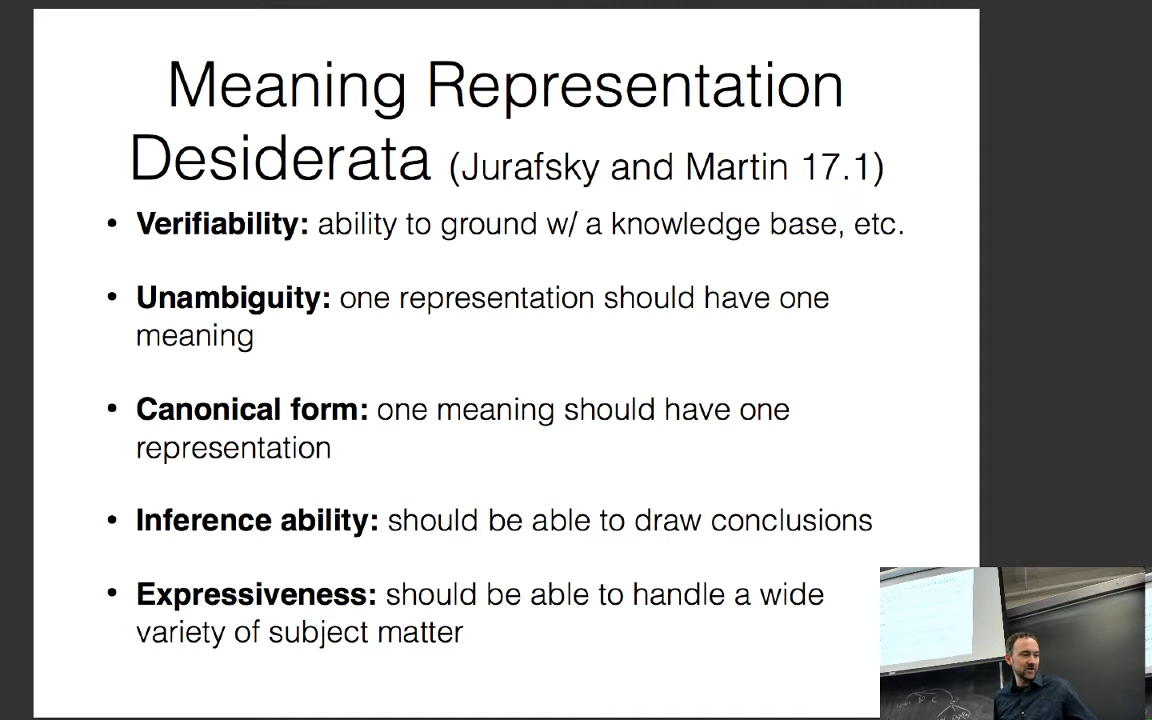 Meaning Representation
Desiderata (Jurafsky and Martin 17.1)
• Verifiability: ability to ground w/ a knowledge base, etc.
• Unambiguity: one representation should have one
meaning
• Canonical form: one meaning should have one
representation
• Inference ability: should be able to draw conclusions
• Expressiveness: should be able to handle a wide
variety of subject matter